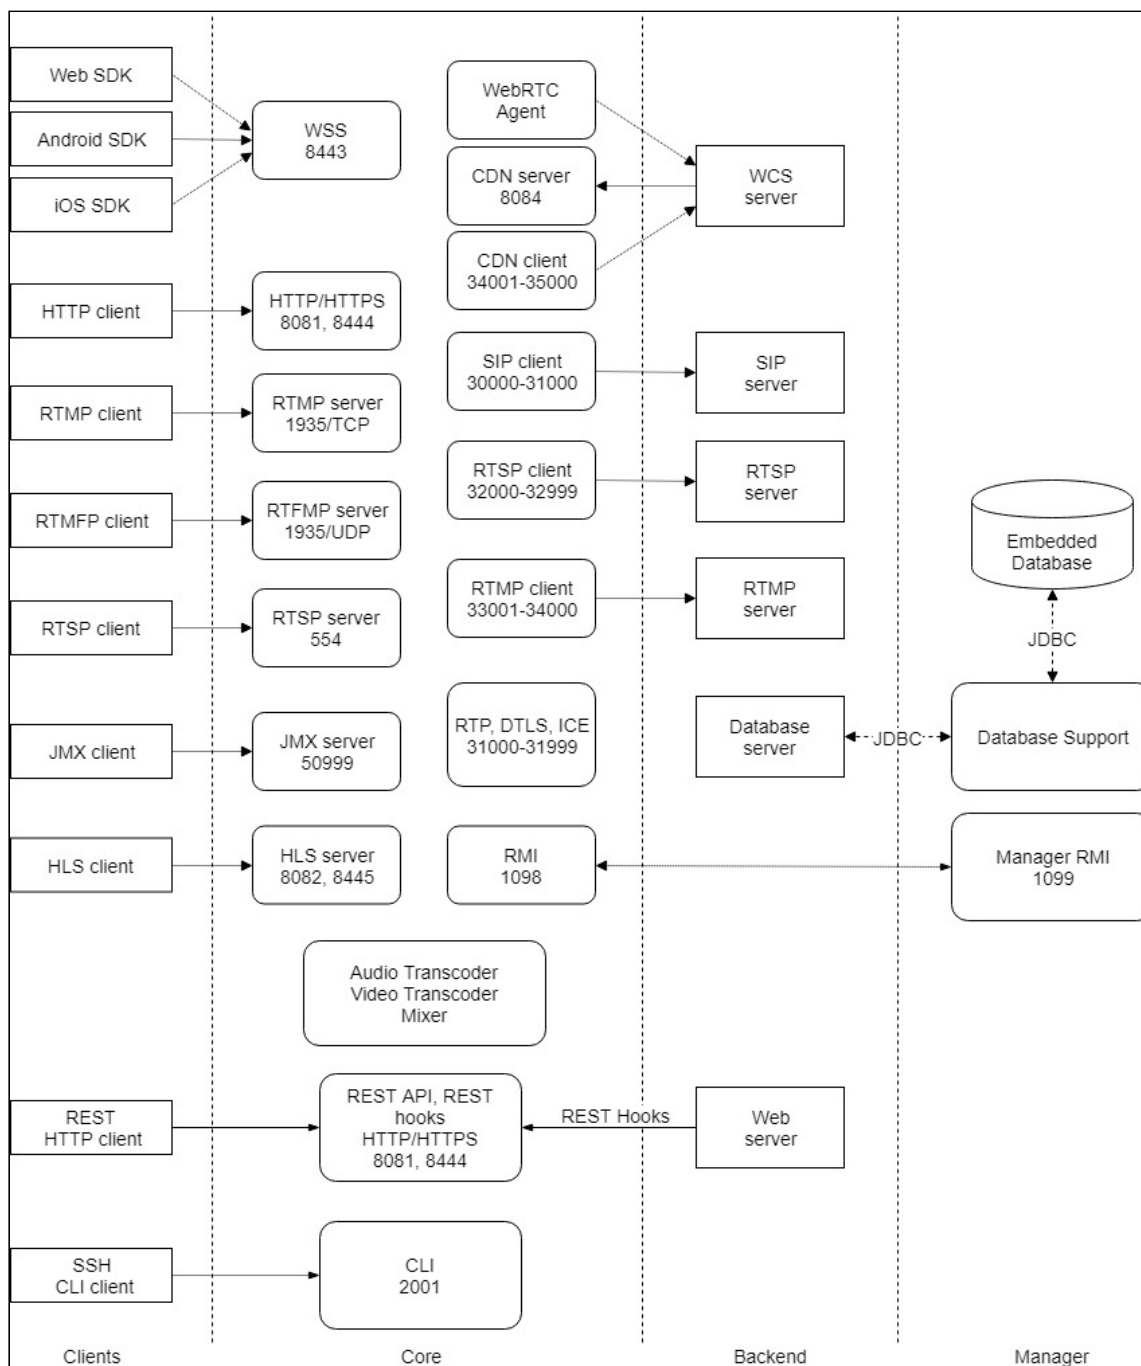 Web SDK
Android SDK
iOS SDK
WSS
8443
WebRTC
Agent
CDN server
8084
CDN client
34001-35000
WCS
server
HTTP client
HTTP/HTTPS
8081, 8444
SIP client
30000-31000
SIP
server
RTMP client
RTMP server
1935/TCP
RTSP client
32000-32999
RTSP
server
RTMFP client
RTFMP server
1935/UDP
Embedded
Database
RTMP client
33001-34000
RTMP
server
RTSP client
RTSP server
554
JDBC
JMX client
JMX server
50999
RTP, DTLS, ICE
31000-31999
Database
server
JDBC
Database Support
HLS client
HLS server
8082, 8445
RMI
1098
Manager RMI
1099
Audio Transcoder
Video Transcoder
Mixer
REST
HTTP client
REST API, REST
hooks
HTTP/HTTPS
8081, 8444
REST Hooks
Web
server
SSH
CLI client
CLI
2001
Clients
Core
Backend
Manager